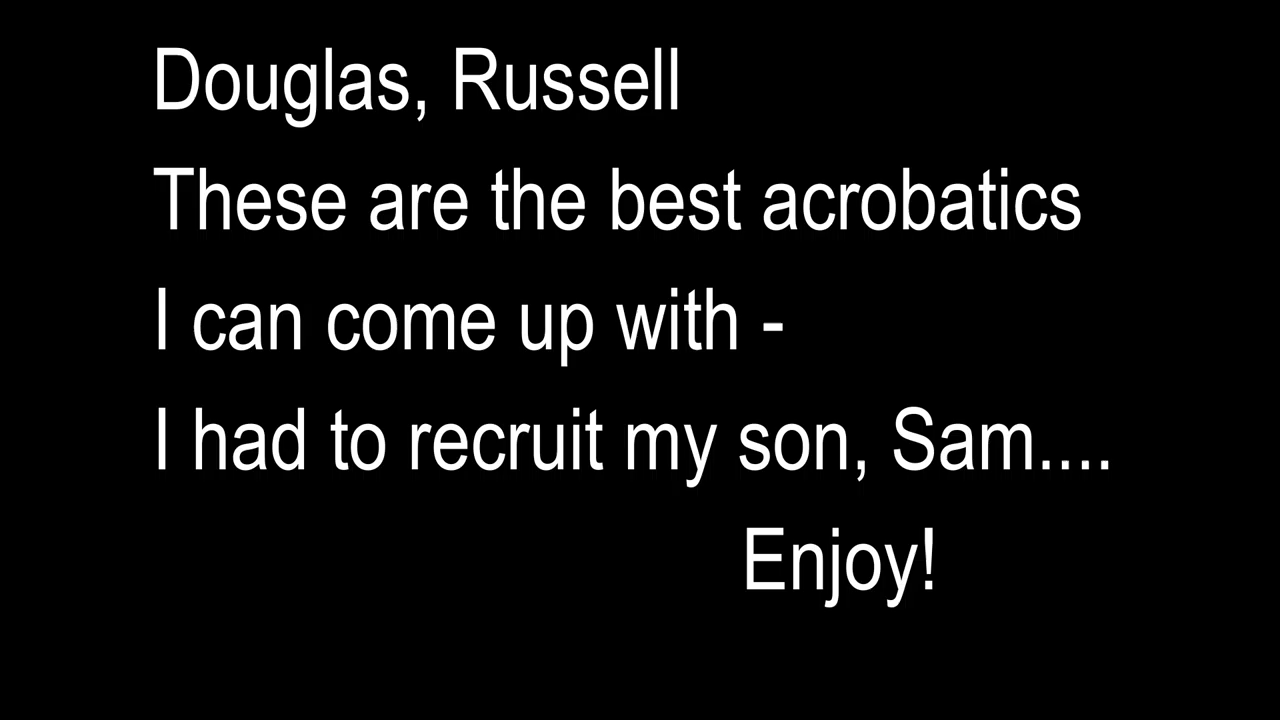 Douglas, Russell
These are the best acrobatics
I can come up with -
I had to recruit my son, Sam....
Enjoy!